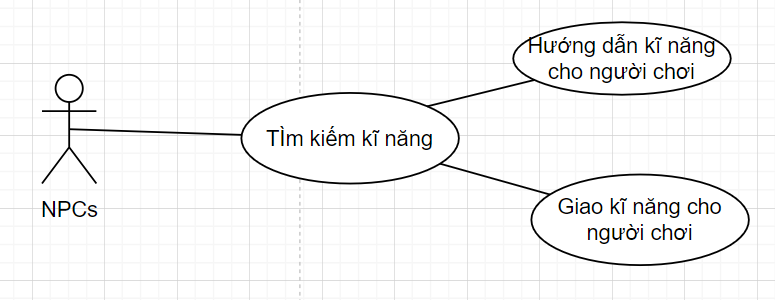 Hướng dẫn kĩ năng
cho người chơi
TÌm kiếm kĩ năng
NPCs
Giao kĩ năng cho
người chơi